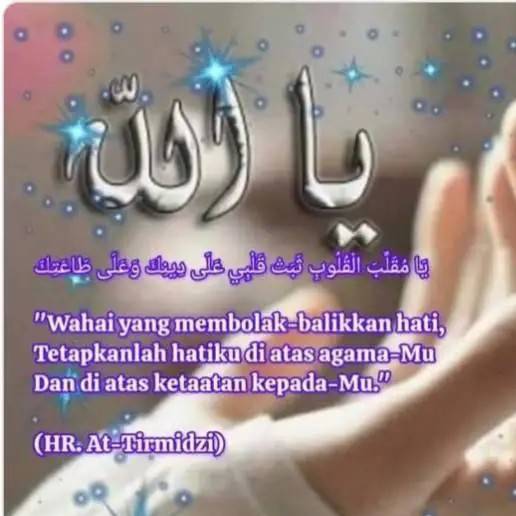 يا الله
يَا مُقَلِّبَ الْقُلُوبِ ثَبِّتْ قَلْبِي عَلَى دِينِكَ وَعَلَى طَاعَتِكَ
"Wahai yang membolak-balikkan hati,
Tetapkanlah hatiku di atas agama-Mu
Dan di atas ketaatan kepada-Mu."
(HR. At-Tirmidzi)